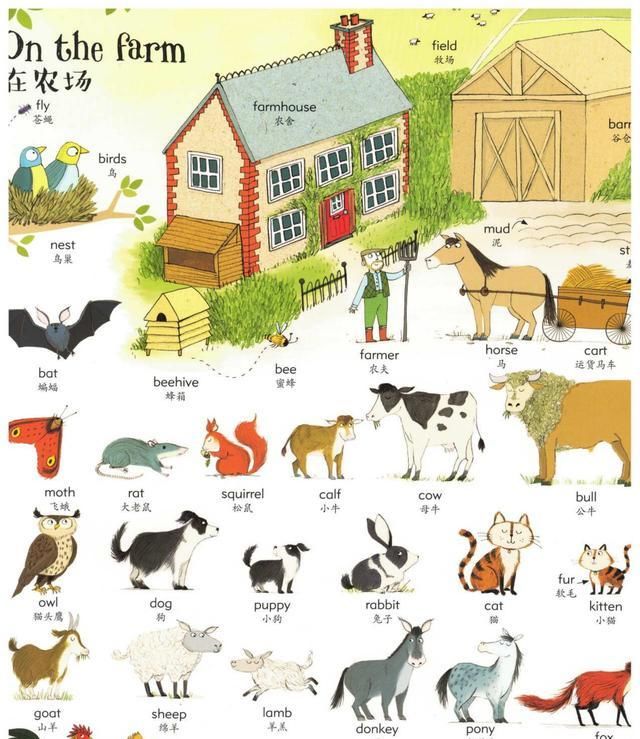 On the farm
在农场
fly
苍蝇
birds
鸟
nest
鸟巢
farmhouse
农舍
field
牧场
barn
谷仓
mud
泥
bat
蝙蝠
beehive
蜂箱
bee
蜜蜂
farmer
农夫
horse
马
cart
运货马车
moth
飞蛾
rat
大老鼠
squirrel
松鼠
calf
小牛
cow
母牛
bull
公牛
owl
猫头鹰
dog
狗
puppy
小狗
rabbit
兔子
cat
猫
fur
软毛
kitten
小猫
goat
山羊
sheep
绵羊
lamb
羊羔
donkey
pony
fox